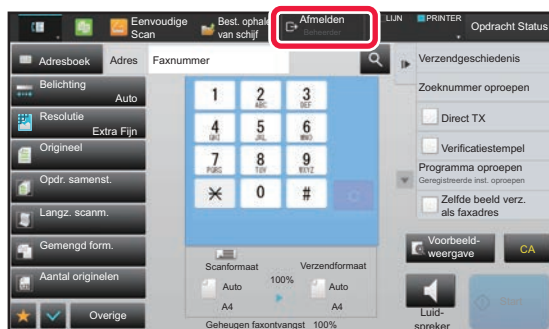 Eenvoudige
Scan
Best. ophale
van schijf
Afmelden
Beheerder
LIJN
PRINTER
Opdracht Status
Adresboek
Adres
Faxnummer
Verzendgeschiedenis
Belichting
Auto
Resolutie
Extra Fijn
Origineel
Opdr. samenst.
Langz. scanm.
Gemengd form.
Aantal originelen
Overige
1
2
ABC
3
DEF
4
GHI
5
JKL
6
MNO
7
PQRS
8
TUV
9
WXYZ
0
#
Scanformaat
Auto
A4
100%
Verzendformaat
Auto
A4
Geheugen faxontvangst 100%
Zoeknummer oproepen
Direct TX
Verificatiestempel
Programma oproepen
Geregistreerde inst. oproepen
Zelfde beeld verz.
als faxadres
Voorbeeld-
weergave
CA
Luid-
spreker
Start